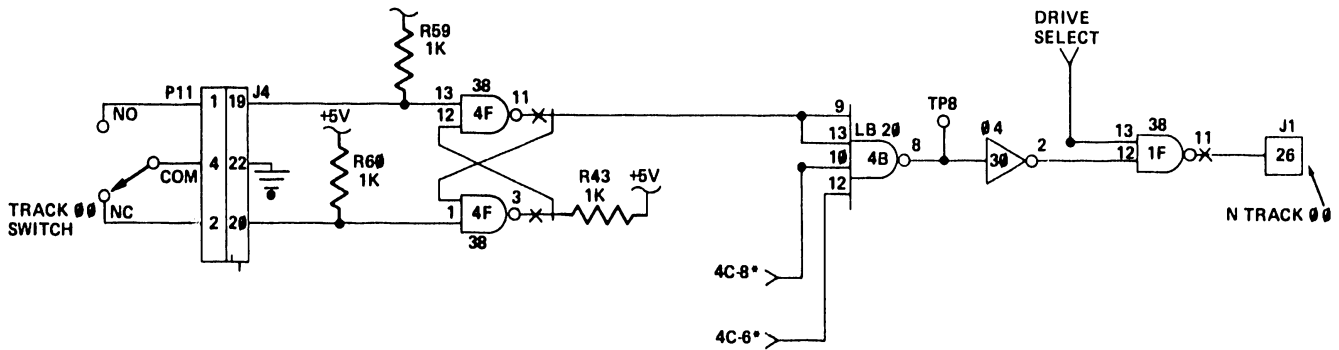 DRIVE
SELECT
R59
1K
P11
1
19
J4
NO
+5V
R6Ø
1K
4
22
COM
TRACK ØØ
SWITCH
NC
2
2Ø
38
13
12
4F
11
1
4F
3
38
R43
1K
+5V
9
13
LB 2Ø
1Ø
4B
8
12
TP8
Ø4
3Ø
2
38
13
12
1F
11
J1
26
N TRACK ØØ
4C-8*
4C-6*